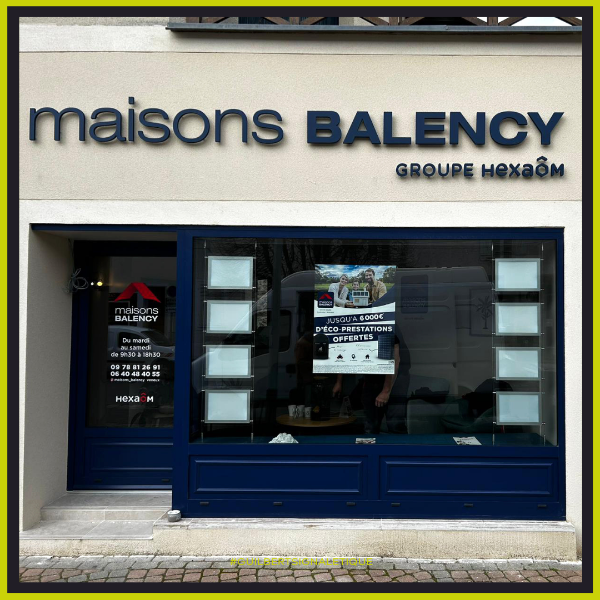 maisons BALENCY
GROUPE HEXAÔM
maisons
BALENCY
Du mardi
au samedi
de 9h30 à 18h30
09 78 81 26 91
06 40 48 40 55
HEXAÔM
JUSQU'À 6 000€
D'ÉCO-PRESTATIONS
OFFERTES